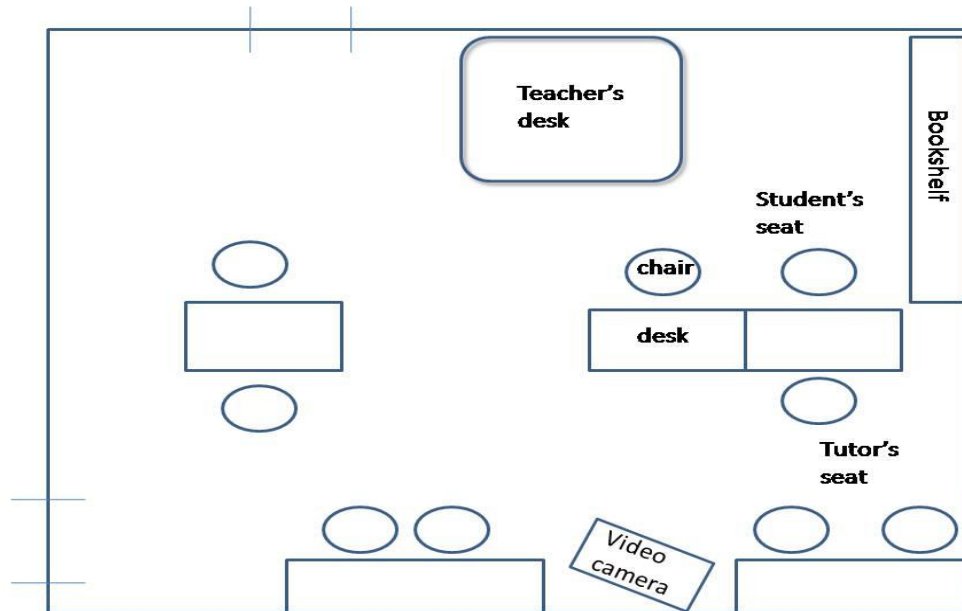 Teacher's
desk
Bookshelf
Student's
seat
chair
desk
Tutor's
seat
Video
camera